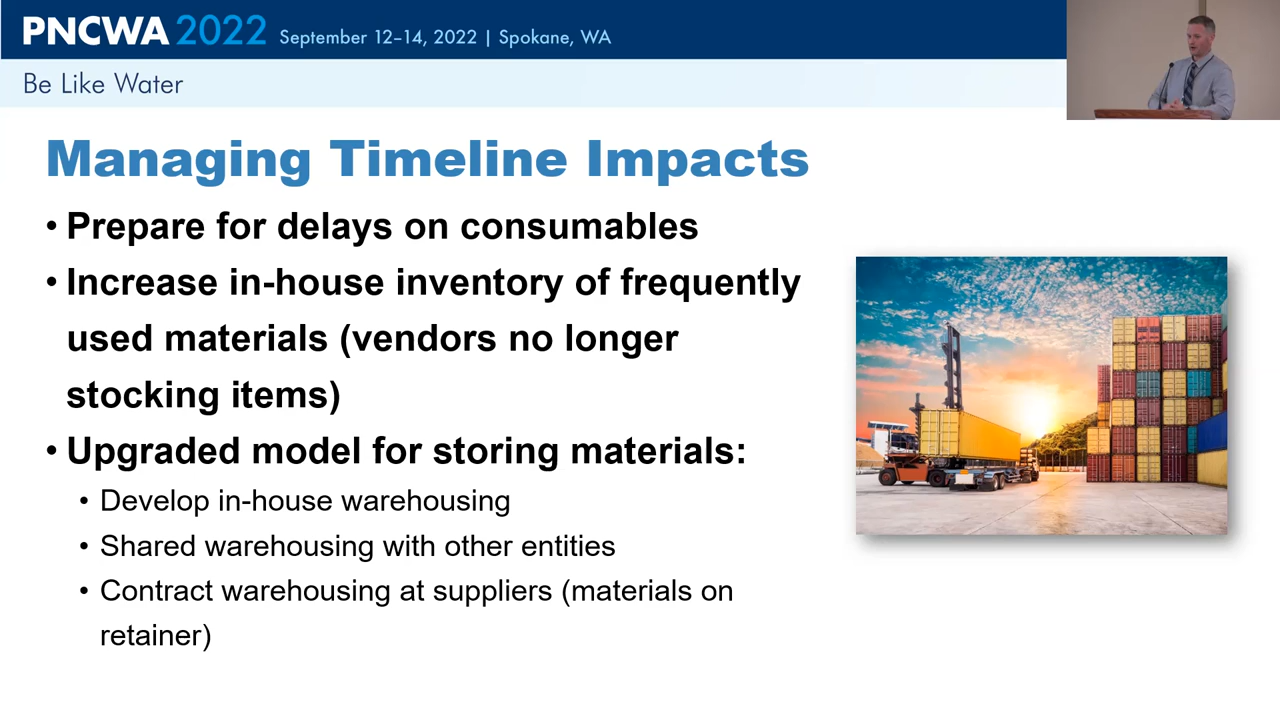 PNCWA 2022 September 12–14, 2022 | Spokane, WA
Be Like Water
Managing Timeline Impacts
• Prepare for delays on consumables
• Increase in-house inventory of frequently
used materials (vendors no longer
stocking items)
• Upgraded model for storing materials:
• Develop in-house warehousing
• Shared warehousing with other entities
• Contract warehousing at suppliers (materials on
retainer)